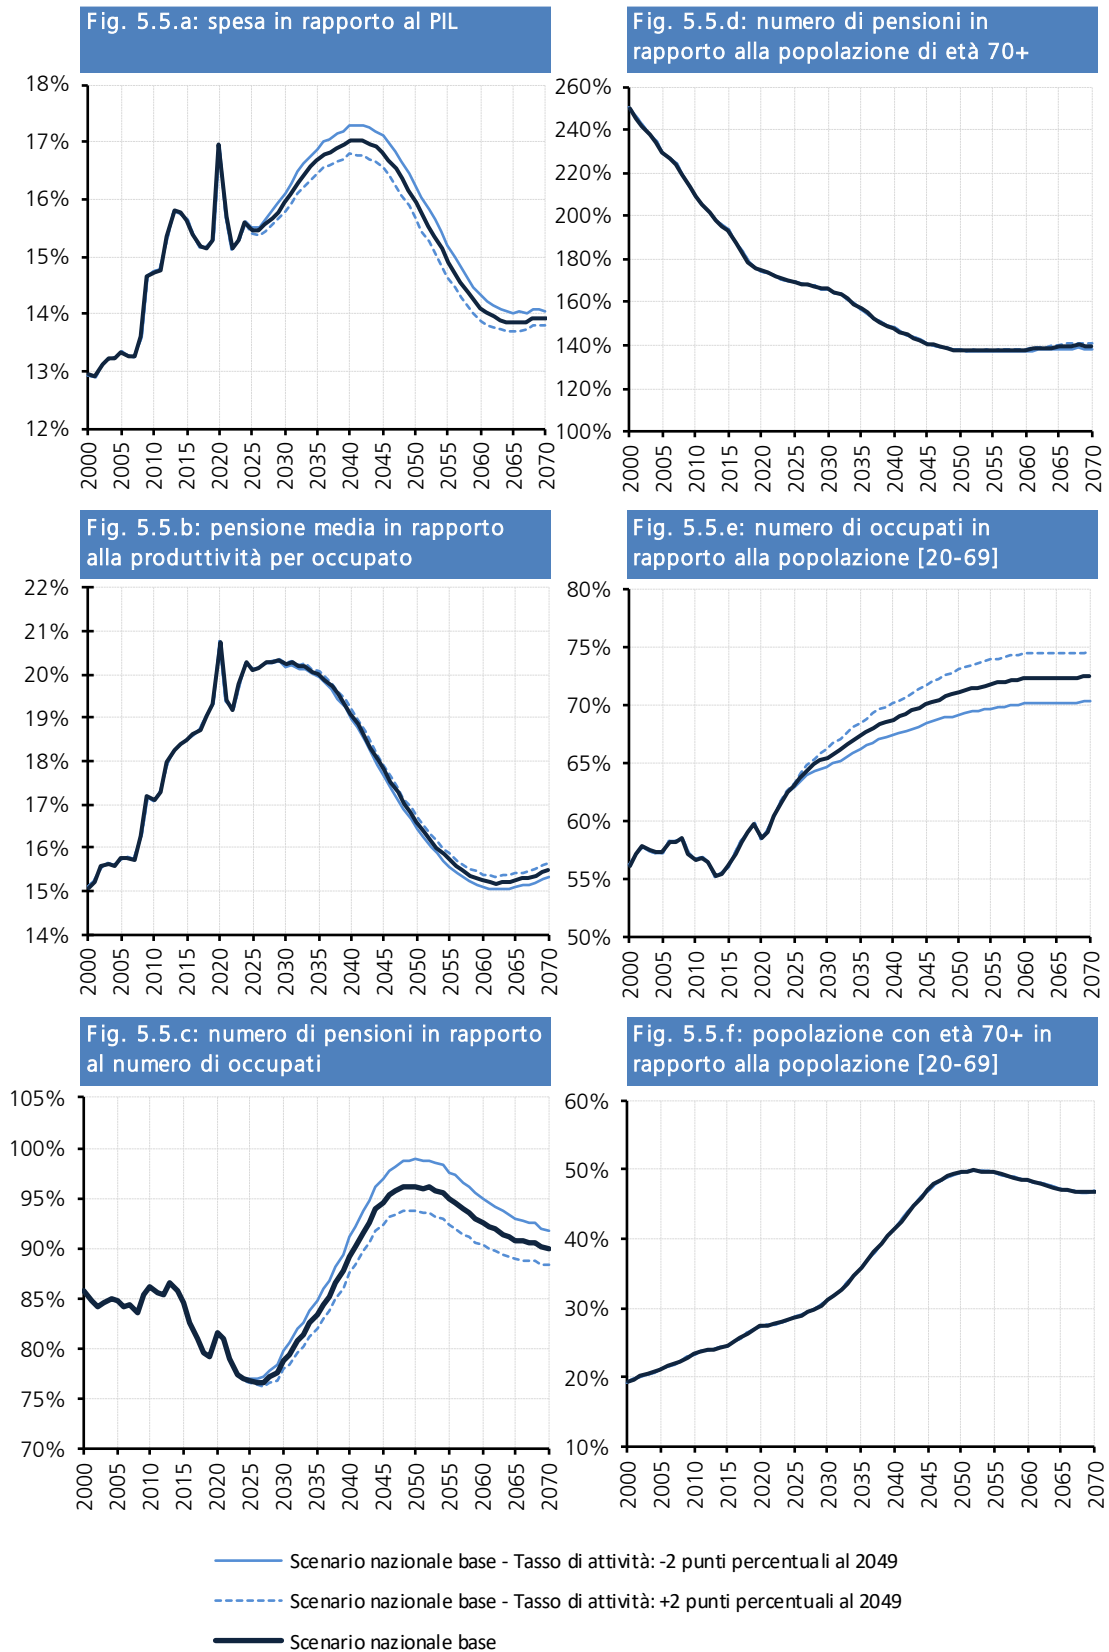 Fig. 5.5.a: spesa in rapporto al PIL
18%
17%
16%
15%
14%
13%
12%
2000 2005 2010 2015 2020 2025 2030 2035 2040 2045 2050 2055 2060 2065 2070
Fig. 5.5.d: numero di pensioni in
rapporto alla popolazione di età 70+
260%
240%
220%
200%
180%
160%
140%
120%
100%
2000 2005 2010 2015 2020 2025 2030 2035 2040 2045 2050 2055 2060 2065 2070
Fig. 5.5.b: pensione media in rapporto
alla produttività per occupato
22%
21%
20%
19%
18%
17%
16%
15%
14%
2000 2005 2010 2015 2020 2025 2030 2035 2040 2045 2050 2055 2060 2065 2070
Fig. 5.5.e: numero di occupati in
rapporto alla popolazione [20-69]
80%
75%
70%
65%
60%
55%
50%
2000 2005 2010 2015 2020 2025 2030 2035 2040 2045 2050 2055 2060 2065 2070
Fig. 5.5.c: numero di pensioni in rapporto
al numero di occupati
105%
100%
95%
90%
85%
80%
75%
70%
2000 2005 2010 2015 2020 2025 2030 2035 2040 2045 2050 2055 2060 2065 2070
Fig. 5.5.f: popolazione con età 70+ in
rapporto alla popolazione [20-69]
60%
50%
40%
30%
20%
10%
2000 2005 2010 2015 2020 2025 2030 2035 2040 2045 2050 2055 2060 2065 2070
Scenario nazionale base - Tasso di attività: -2 punti percentuali al 2049
Scenario nazionale base - Tasso di attività: +2 punti percentuali al 2049
Scenario nazionale base